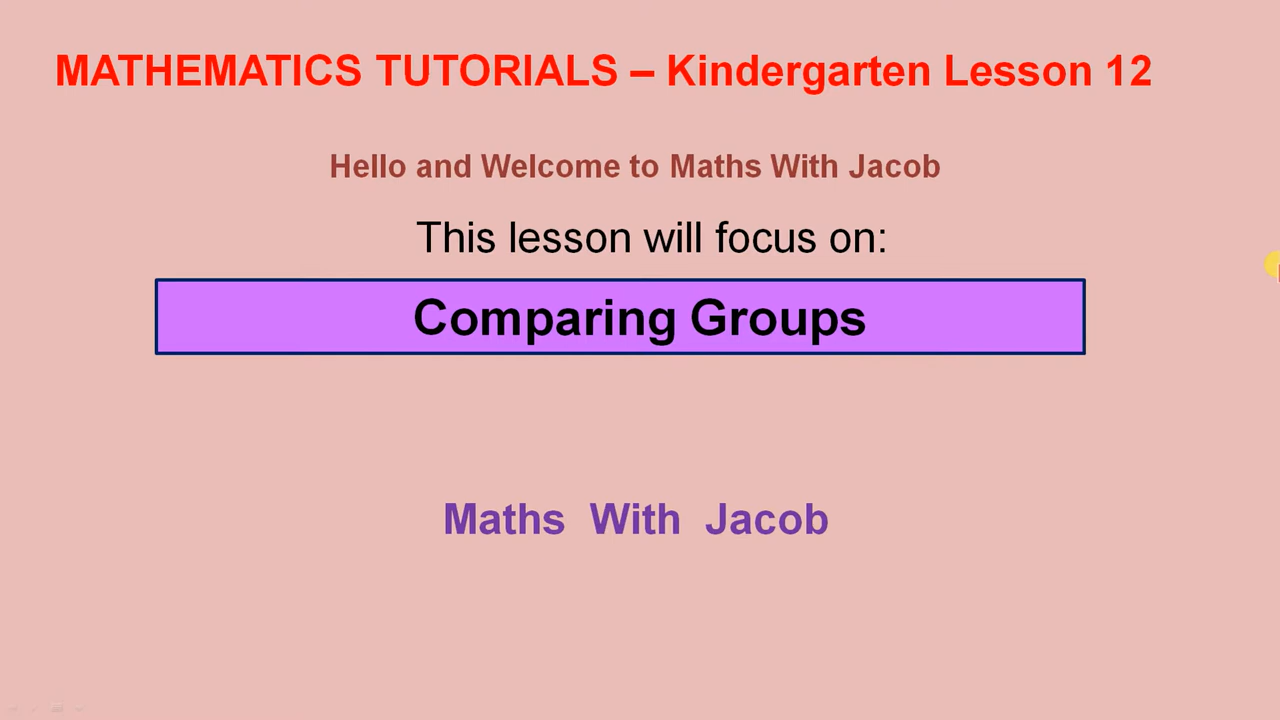 MATHEMATICS TUTORIALS – Kindergarten Lesson 12
Hello and Welcome to Maths With Jacob
This lesson will focus on:
Comparing Groups
Maths With Jacob